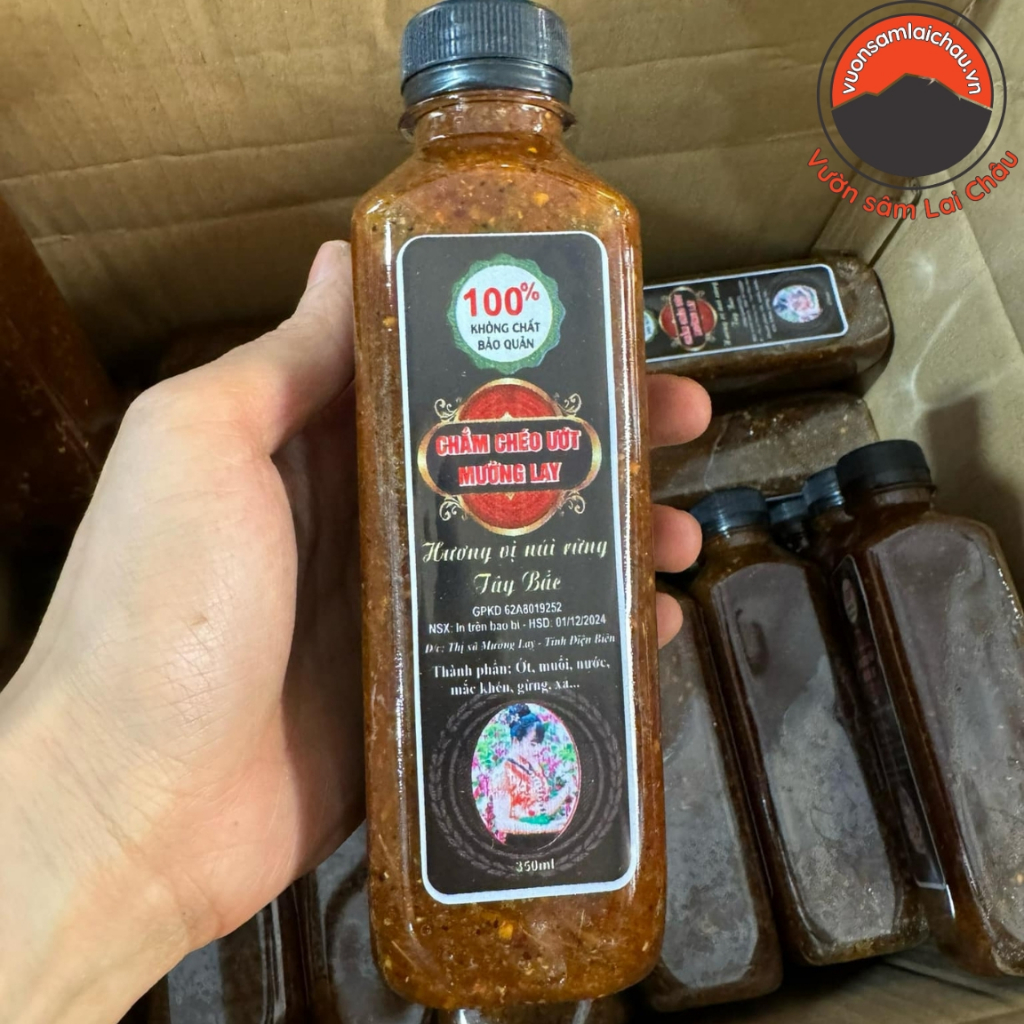 vuonsamlaichau.vn
Vườn sâm Lai Châu
100%
KHÔNG CHẤT
BẢO QUẢN
CHẨM CHÉO ƯỚT
MƯỜNG LAY
Hương vị núi rừng
Tây Bắc
GPKD 62A8019252
NSX: In trên bao bì - HSD: 01/12/2024
Đ/c: Thị xã Mường Lay - Tỉnh Điện Biên
Thành phần: Ớt, muối, nước,
mắc khén, gừng, xả...
350ml